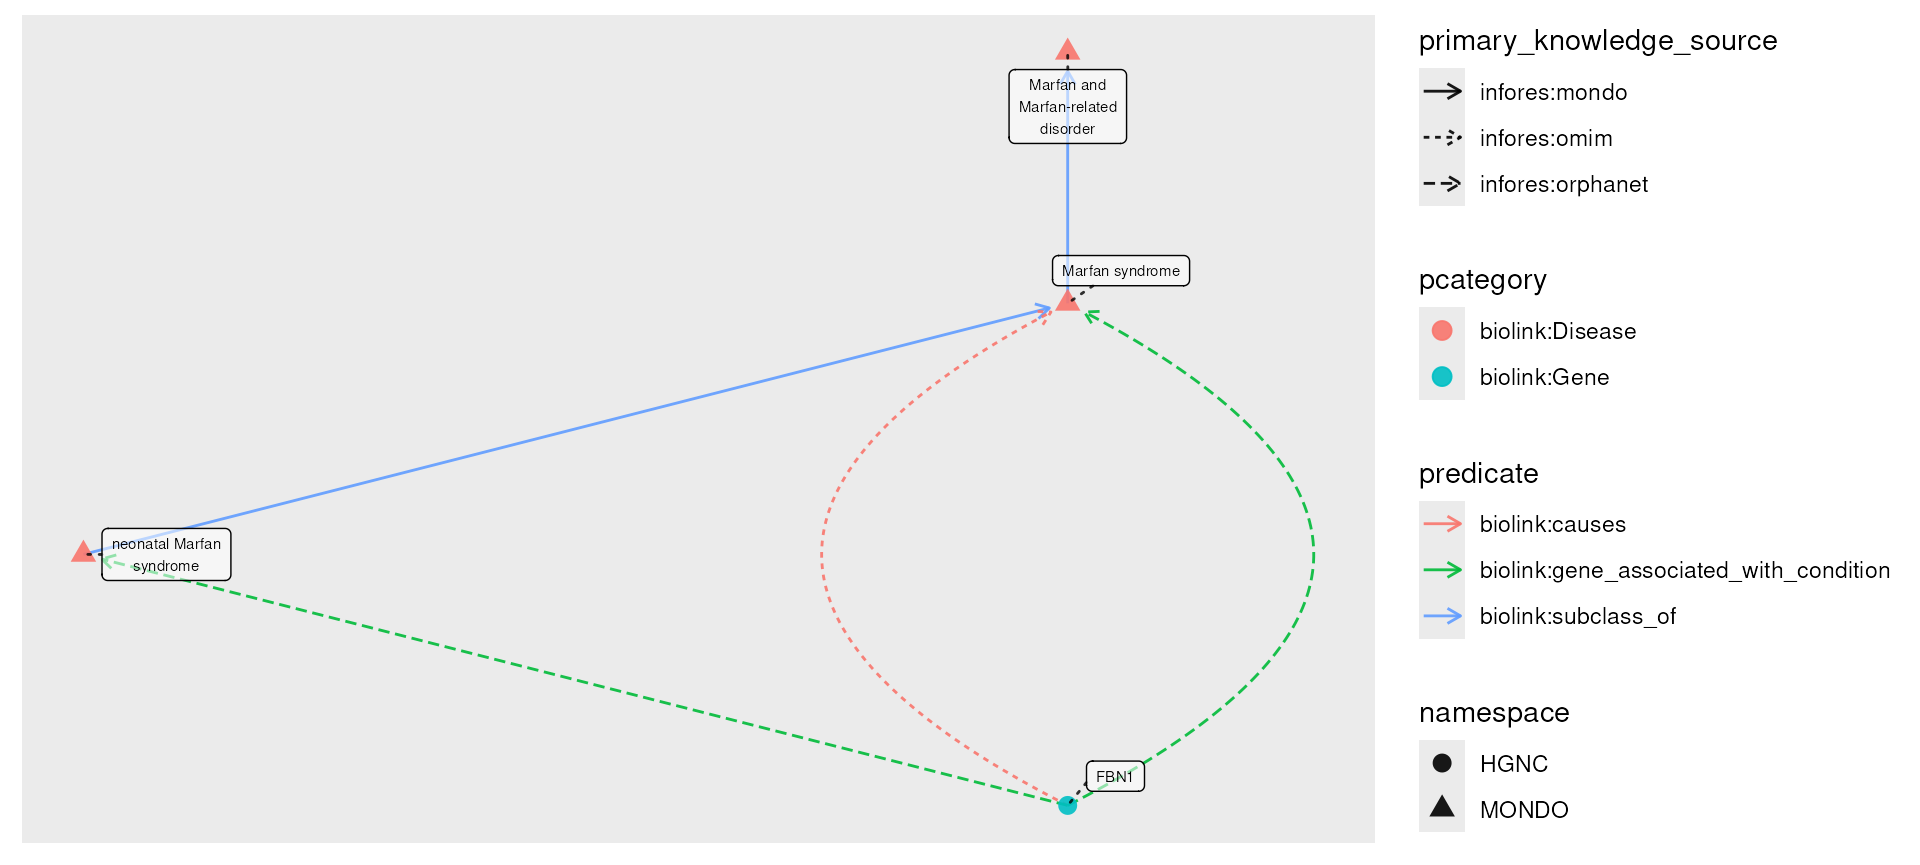 Marfan and
Marfan-related
disorder
Marfan syndrome
neonatal Marfan
syndrome
FBN1
primary_knowledge_source
infores:mondo
infores:omim
infores:orphanet
pcategory
biolink:Disease
biolink:Gene
predicate
biolink:causes
biolink:gene_associated_with_condition
biolink:subclass_of
namespace
HGNC
MONDO